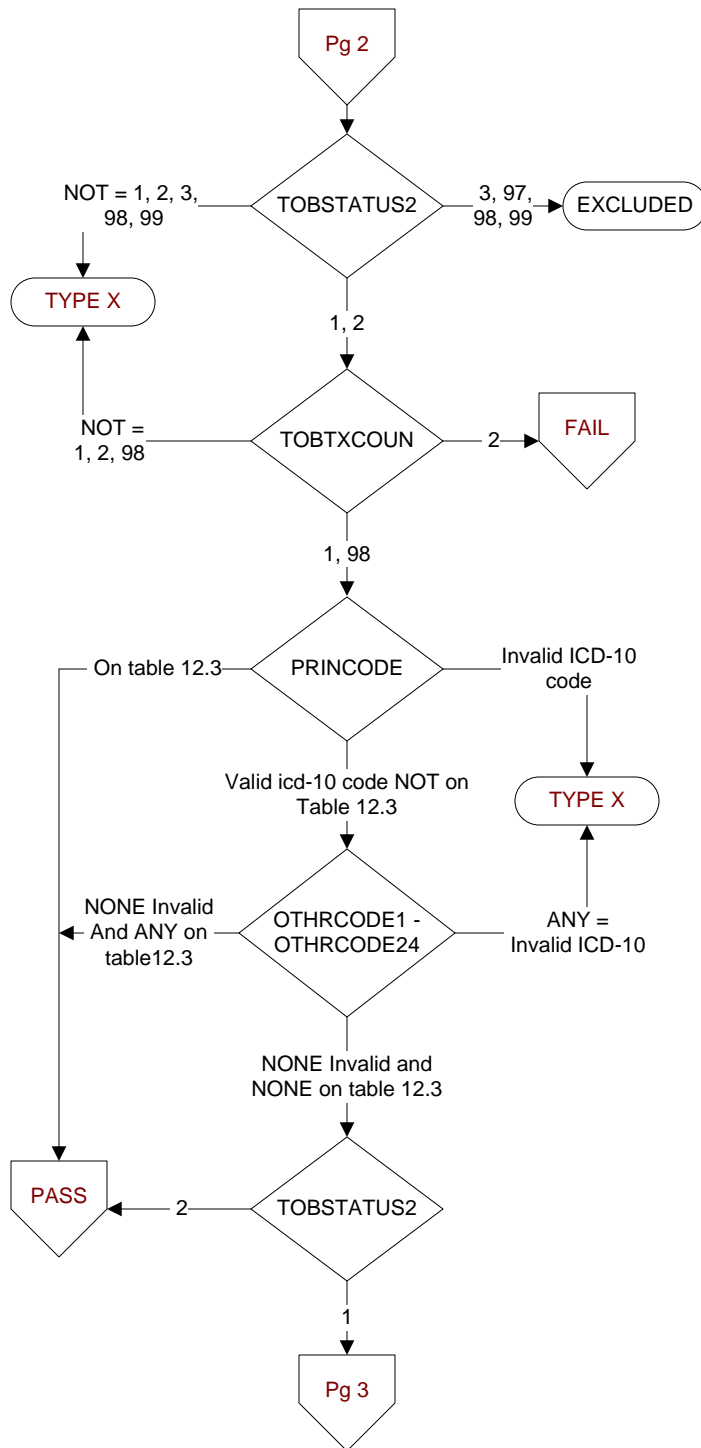 Pg 2
NOT = 1, 2, 3,
98, 99
TOBSTATUS2
3, 97,
98, 99
EXCLUDED
TYPE X
1, 2
NOT =
1, 2, 98
TOBTXCOUN
2
FAIL
1, 98
On table 12.3
PRINCODE
Invalid ICD-10
code
Valid icd-10 code NOT on
Table 12.3
TYPE X
NONE Invalid
And ANY on
table12.3
OTHRCODE1 -
OTHRCODE24
ANY =
Invalid ICD-10
NONE Invalid and
NONE on table 12.3
PASS
2
TOBSTATUS2
1
Pg 3